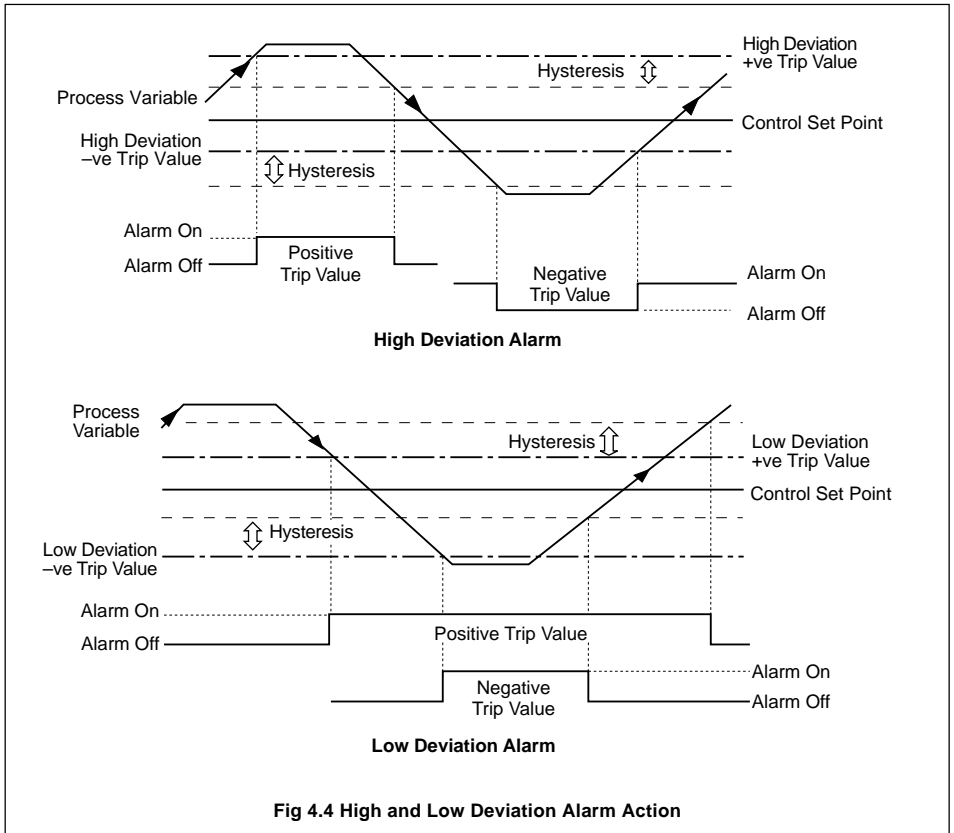 High Deviation
+ve Trip Value
Hysteresis
Process Variable
Control Set Point
High Deviation
–ve Trip Value
Hysteresis
Alarm On
Alarm Off
Positive
Trip Value
Negative
Trip Value
Alarm On
Alarm Off
High Deviation Alarm
Process
Variable
Hysteresis
Low Deviation
+ve Trip Value
Control Set Point
Hysteresis
Low Deviation
–ve Trip Value
Alarm On
Alarm Off
Positive Trip Value
Negative
Trip Value
Alarm On
Alarm Off
Low Deviation Alarm
Fig 4.4 High and Low Deviation Alarm Action